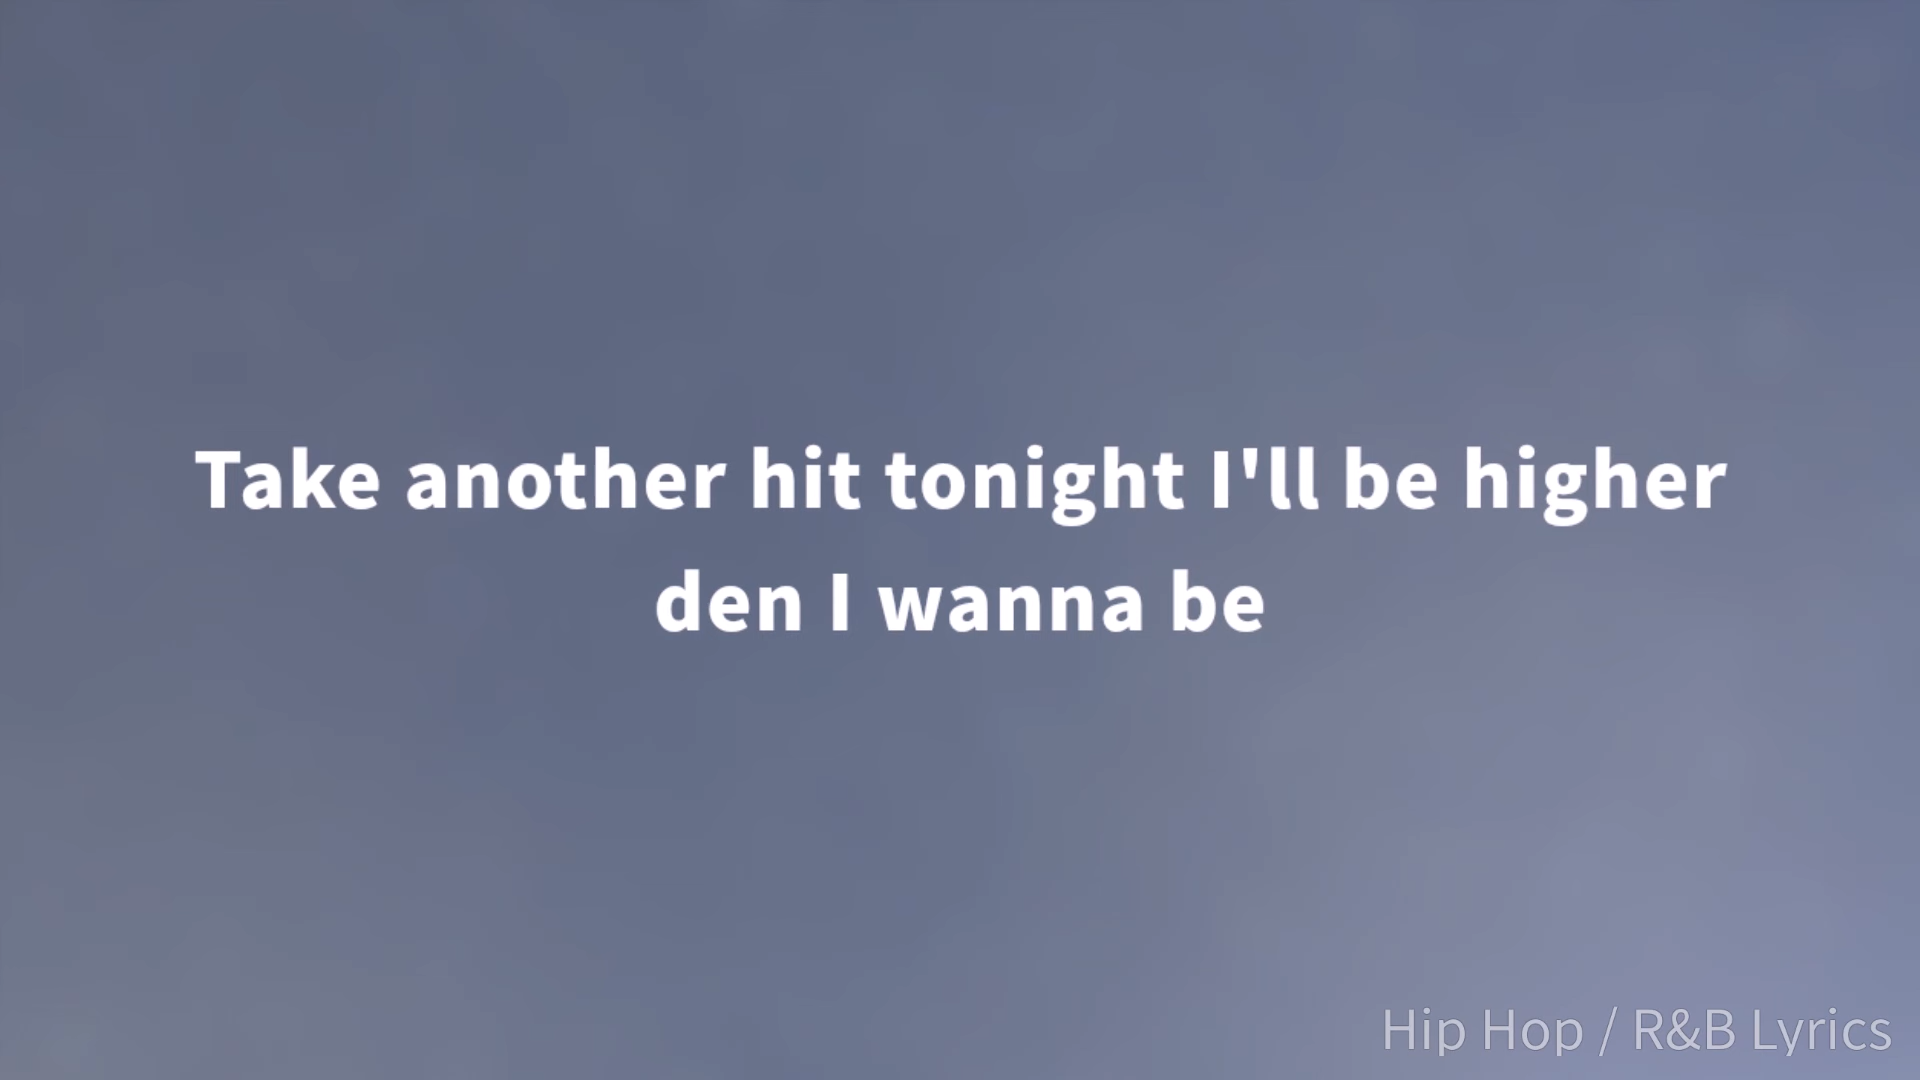 Take another hit tonight I'll be higher
den I wanna be
Hip Hop / R&B Lyrics